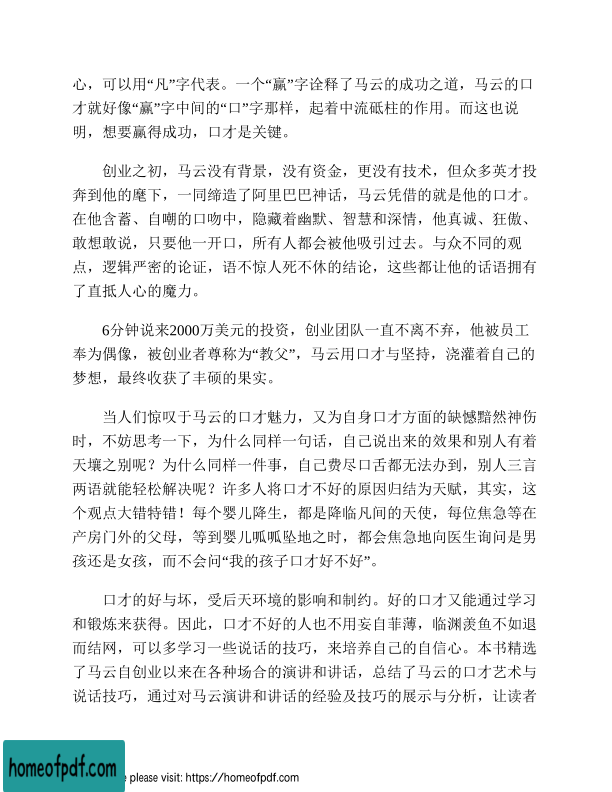 心，可以用“凡”字代表。一个“赢”字诠释了马云的成功之道，马云的口
才就好像“赢”字中间的“口”字那样，起着中流砥柱的作用。而这也说
明，想要赢得成功，口才是关键。
创业之初，马云没有背景，没有资金，更没有技术，但众多英才投
奔到他的麾下，一同缔造了阿里巴巴神话，马云凭借的就是他的口才。
在他含蓄、自嘲的口吻中，隐藏着幽默、智慧和深情，他真诚、狂傲、
敢想敢说，只要他一开口，所有人都会被他吸引过去。与众不同的观
点，逻辑严密的论证，语不惊人死不休的结论，这些都让他的话语拥有
了直抵人心的魔力。
6分钟说来2000万美元的投资，创业团队一直不离不弃，他被员工
奉为偶像，被创业者尊称为“教父”，马云用口才与坚持，浇灌着自己的
梦想，最终收获了丰硕的果实。
当人们惊叹于马云的口才魅力，又为自身口才方面的缺憾黯然神伤
时，不妨思考一下，为什么同样一句话，自己说出来的效果和别人有着
天壤之别呢？为什么同样一件事，自己费尽口舌都无法办到，别人三言
两语就能轻松解决呢？许多人将口才不好的原因归结为天赋，其实，这
个观点大错特错！每个婴儿降生，都是降临凡间的天使，每位焦急等在
产房门外的父母，等到婴儿呱呱坠地之时，都会焦急地向医生询问是男
孩还是女孩，而不会问“我的孩子口才好不好”。
口才的好与坏，受后天环境的影响和制约。好的口才又能通过学习
和锻炼来获得。因此，口才不好的人也不用妄自菲薄，临渊羡鱼不如退
而结网，可以多学习一些说话的技巧，来培养自己的自信心。本书精选
了马云自创业以来在各种场合的演讲和讲话，总结了马云的口才艺术与
说话技巧，通过对马云演讲和讲话的经验及技巧的展示与分析，让读者
homeofpdf.com
e please visit: https://homeofpdf.com